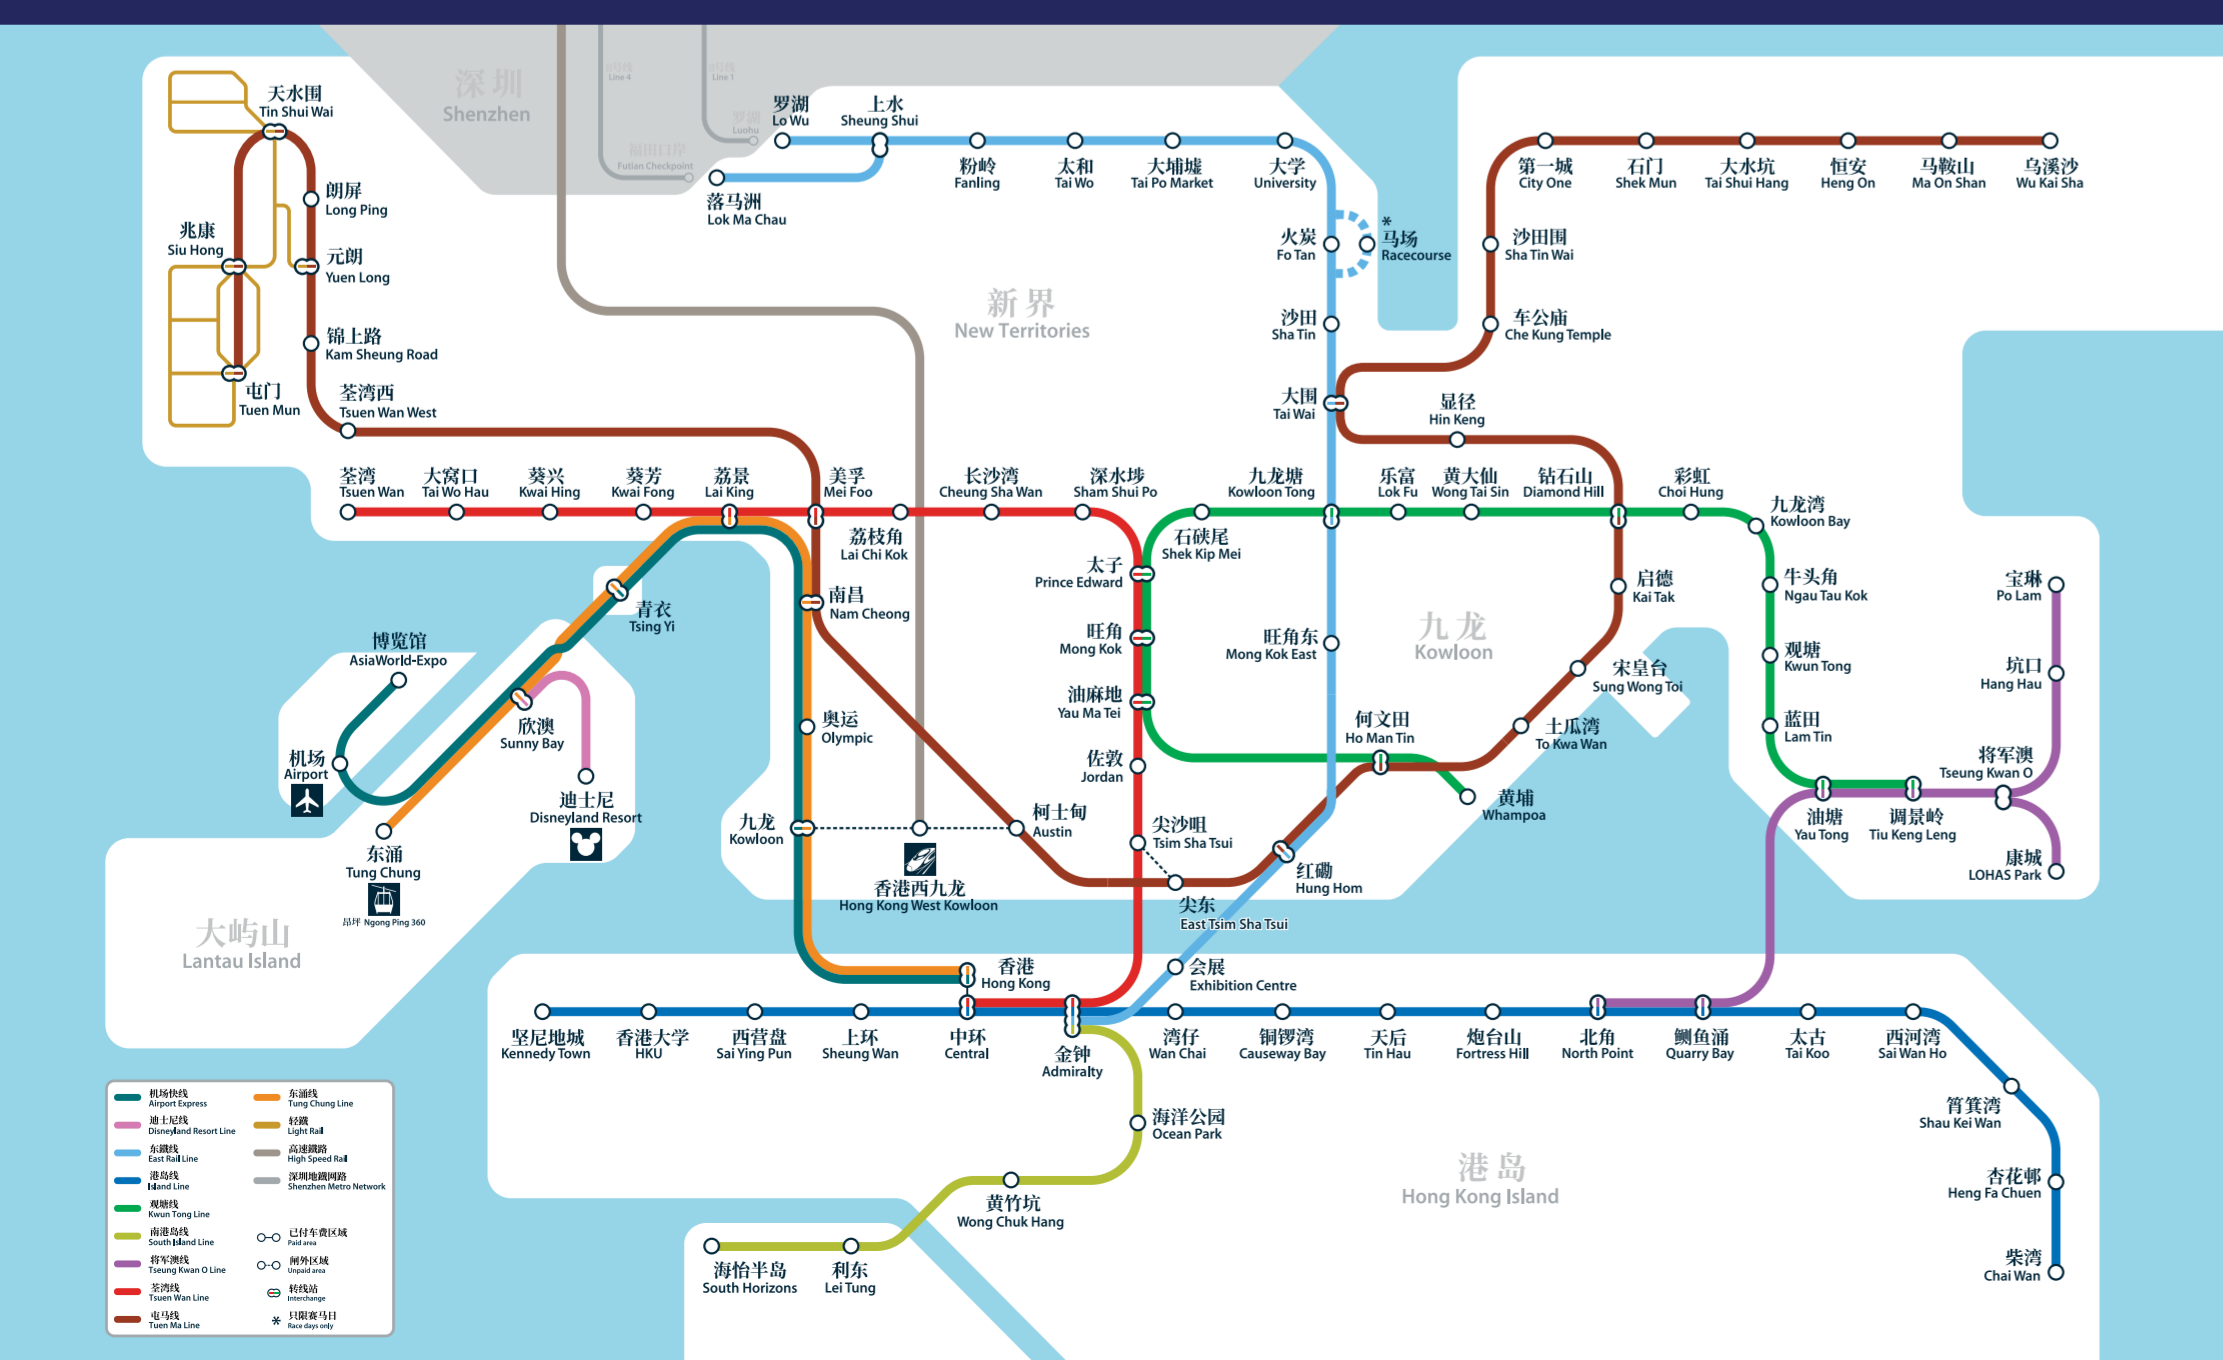 深圳
Shenzhen
4号线
Line 4
1号线
Line 1
罗湖
Luohu
福田口岸
Futian Checkpoint
天水围
Tin Shui Wai
朗屏
Long Ping
兆康
Siu Hong
元朗
Yuen Long
锦上路
Kam Sheung Road
屯门
Tuen Mun
荃湾西
Tsuen Wan West
罗湖
Lo Wu
上水
Sheung Shui
落马洲
Lok Ma Chau
粉岭
Fanling
太和
Tai Wo
大埔墟
Tai Po Market
大学
University
火炭
Fo Tan
*
马场
Racecourse
沙田
Sha Tin
大围
Tai Wai
第一城
City One
石门
Shek Mun
大水坑
Tai Shui Hang
恒安
Heng On
马鞍山
Ma On Shan
乌溪沙
Wu Kai Sha
沙田围
Sha Tin Wai
车公庙
Che Kung Temple
显径
Hin Keng
新界
New Territories
荃湾
Tsuen Wan
大窝口
Tai Wo Hau
葵兴
Kwai Hing
葵芳
Kwai Fong
荔景
Lai King
美孚
Mei Foo
荔枝角
Lai Chi Kok
长沙湾
Cheung Sha Wan
深水埗
Sham Shui Po
石硖尾
Shek Kip Mei
九龙塘
Kowloon Tong
乐富
Lok Fu
黄大仙
Wong Tai Sin
钻石山
Diamond Hill
彩虹
Choi Hung
九龙湾
Kowloon Bay
牛头角
Ngau Tau Kok
观塘
Kwun Tong
蓝田
Lam Tin
油塘
Yau Tong
调景岭
Tiu Keng Leng
将军澳
Tseung Kwan O
宝琳
Po Lam
坑口
Hang Hau
康城
LOHAS Park
太子
Prince Edward
旺角
Mong Kok
油麻地
Yau Ma Tei
佐敦
Jordan
尖沙咀
Tsim Sha Tsui
旺角东
Mong Kok East
九龙
Kowloon
启德
Kai Tak
宋皇台
Sung Wong Toi
土瓜湾
To Kwa Wan
何文田
Ho Man Tin
黄埔
Whampoa
红磡
Hung Hom
尖东
East Tsim Sha Tsui
柯士甸
Austin
南昌
Nam Cheong
奥运
Olympic
九龙
Kowloon
香港西九龙
Hong Kong West Kowloon
青衣
Tsing Yi
博览馆
AsiaWorld-Expo
机场
Airport
欣澳
Sunny Bay
迪士尼
Disneyland Resort
东涌
Tung Chung
昂坪 Ngong Ping 360
大屿山
Lantau Island
香港
Hong Kong
会展
Exhibition Centre
坚尼地城
Kennedy Town
香港大学
HKU
西营盘
Sai Ying Pun
上环
Sheung Wan
中环
Central
金钟
Admiralty
湾仔
Wan Chai
铜锣湾
Causeway Bay
天后
Tin Hau
炮台山
Fortress Hill
北角
North Point
鲗鱼涌
Quarry Bay
太古
Tai Koo
西河湾
Sai Wan Ho
筲箕湾
Shau Kei Wan
杏花邨
Heng Fa Chuen
柴湾
Chai Wan
海洋公园
Ocean Park
黄竹坑
Wong Chuk Hang
利东
Lei Tung
海怡半岛
South Horizons
港岛
Hong Kong Island
机场快线
Airport Express
迪士尼线
Disneyland Resort Line
东鐵线
East Rail Line
港岛线
Island Line
观塘线
Kwun Tong Line
南港岛线
South Island Line
将军澳线
Tseung Kwan O Line
荃湾线
Tsuen Wan Line
屯马线
Tuen Ma Line
东涌线
Tung Chung Line
轻鐵
Light Rail
高速鐵路
High Speed Rail
深圳地鐵网路
Shenzhen Metro Network
已付车费区域
Paid area
闸外区域
Unpaid area
转线站
Interchange
* 只限赛马日
Race days only